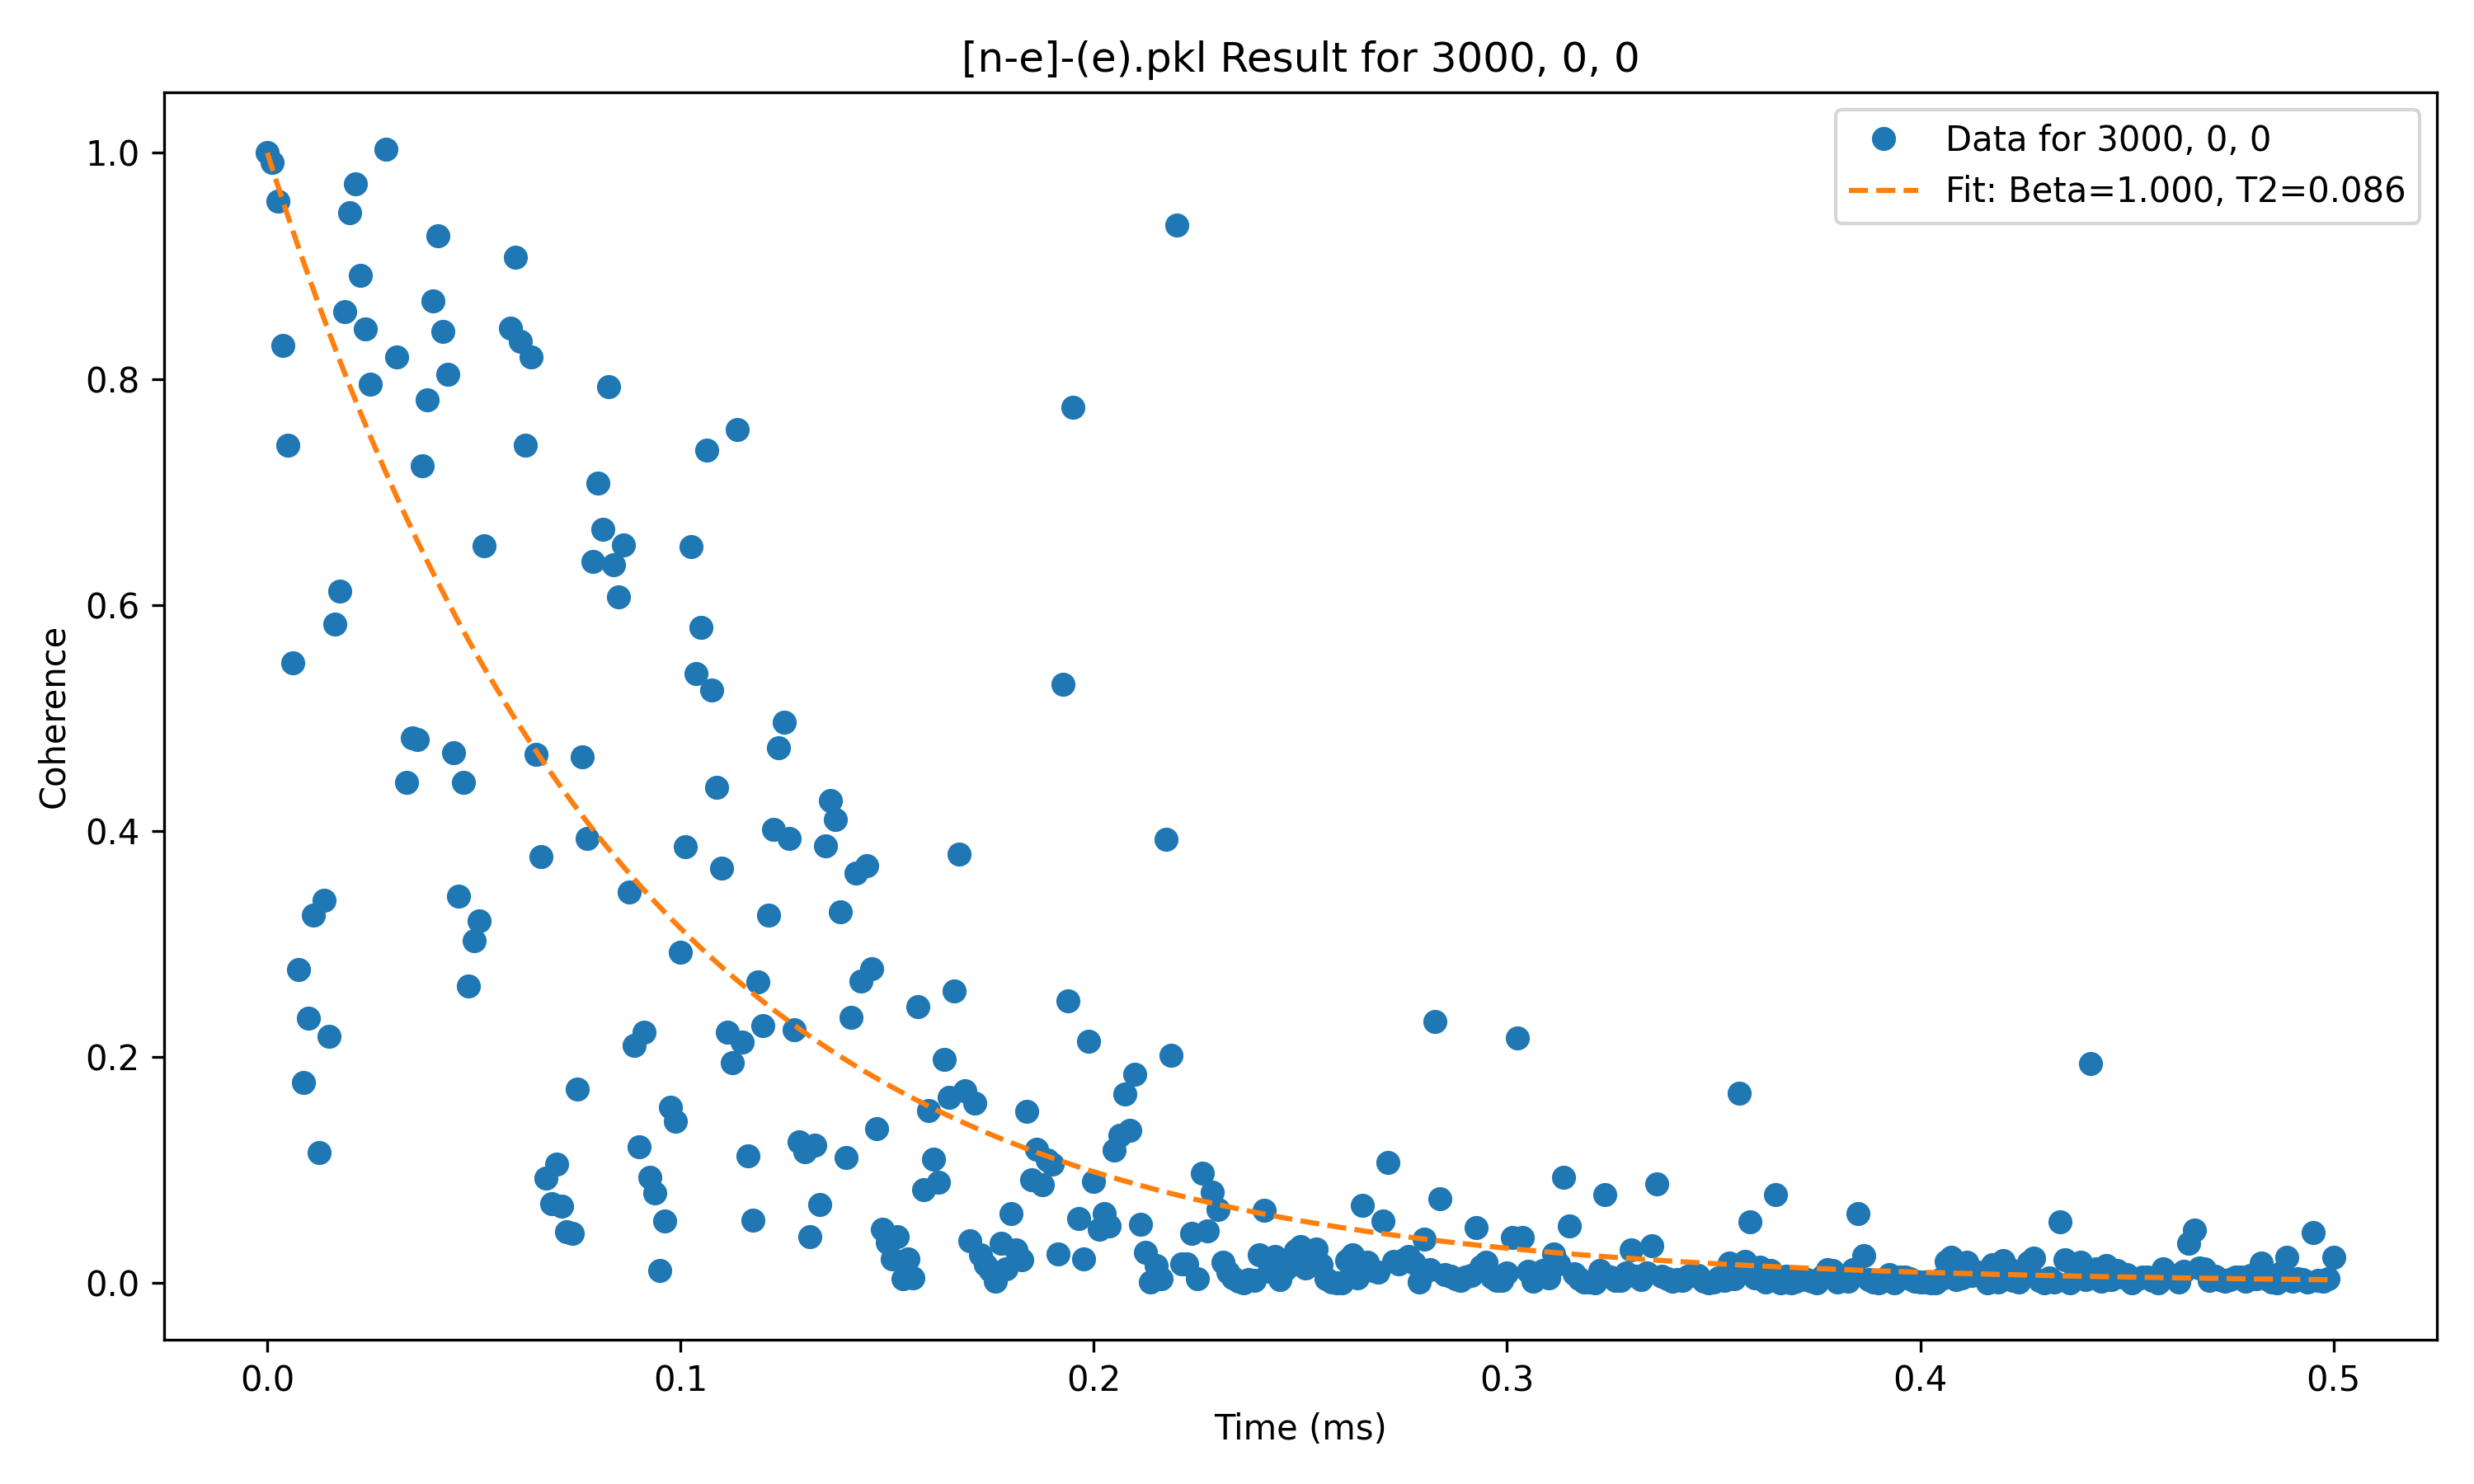 [n-e]-(e).pkl Result for 3000, 0, 0
Data for 3000, 0, 0
Fit: Beta=1.000, T2=0.086
Coherence
1.0
0.8
0.6
0.4
0.2
0.0
0.0 0.1 0.2 0.3 0.4 0.5
Time (ms)